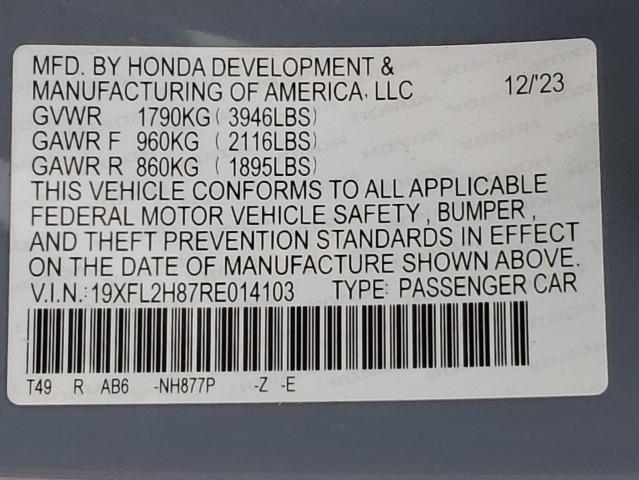 MFD. BY HONDA DEVELOPMENT &
MANUFACTURING OF AMERICA, LLC 12/'23
GVWR 1790KG (3946LBS)
GAWR F 960KG (2116LBS)
GAWR R 860KG (1895LBS)
THIS VEHICLE CONFORMS TO ALL APPLICABLE
FEDERAL MOTOR VEHICLE SAFETY, BUMPER,
AND THEFT PREVENTION STANDARDS IN EFFECT
ON THE DATE OF MANUFACTURE SHOWN ABOVE.
V.I.N.: 19XFL2H87RE014103 TYPE: PASSENGER CAR
T49 R AB6 -NH877P -Z -E